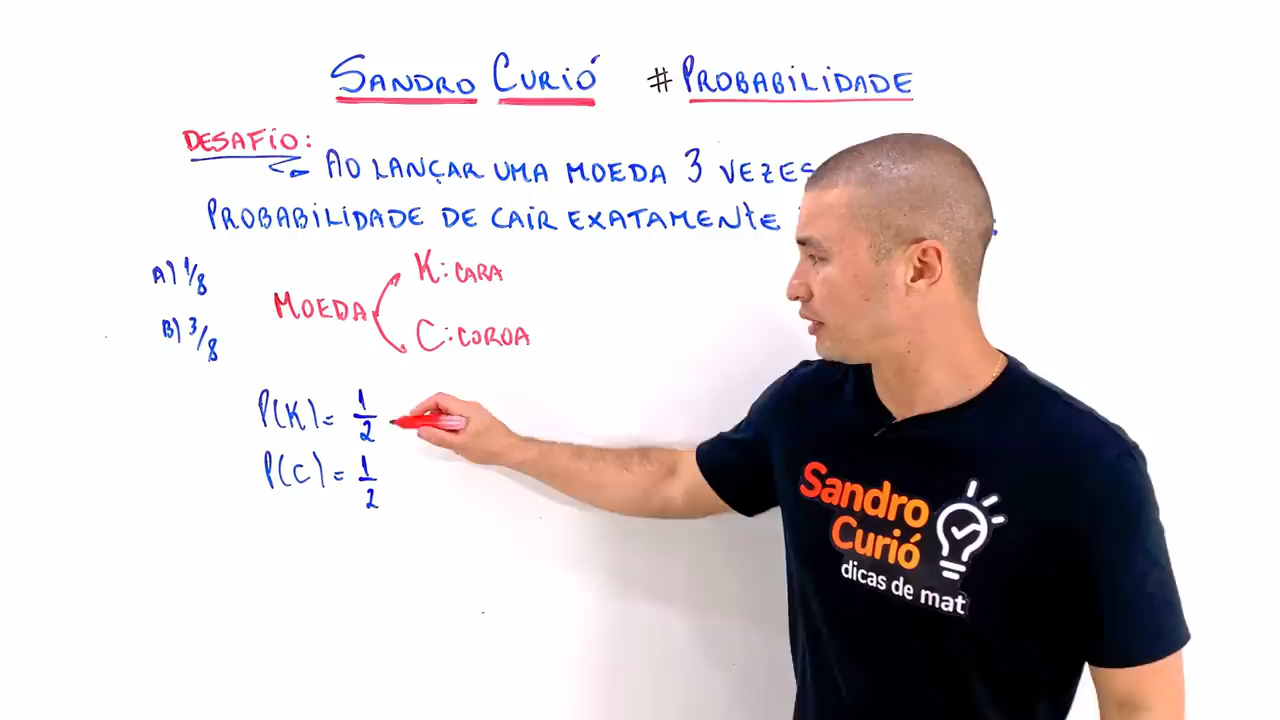 SANDRO CURIÓ #PROBABILIDADE
DESAFIO:
AO LANÇAR UMA MOEDA 3 VEZES
PROBABILIDADE DE CAIR EXATAMENTE
A) 1/8
B) 3/8
MOEDA
K: CARA
C: COROA
P(K) = 1/2
P(C) = 1/2
Sandro
Curió
dicas de mat